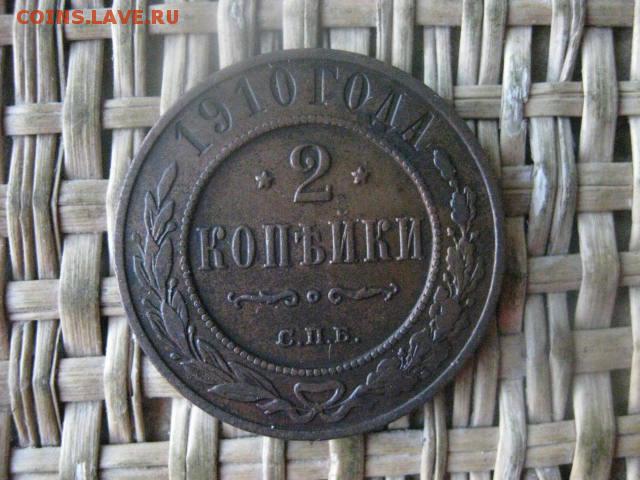 COINS.LAVE.RU
1910 ГОДА
2
КОПѢЙКИ
С.П.Б.